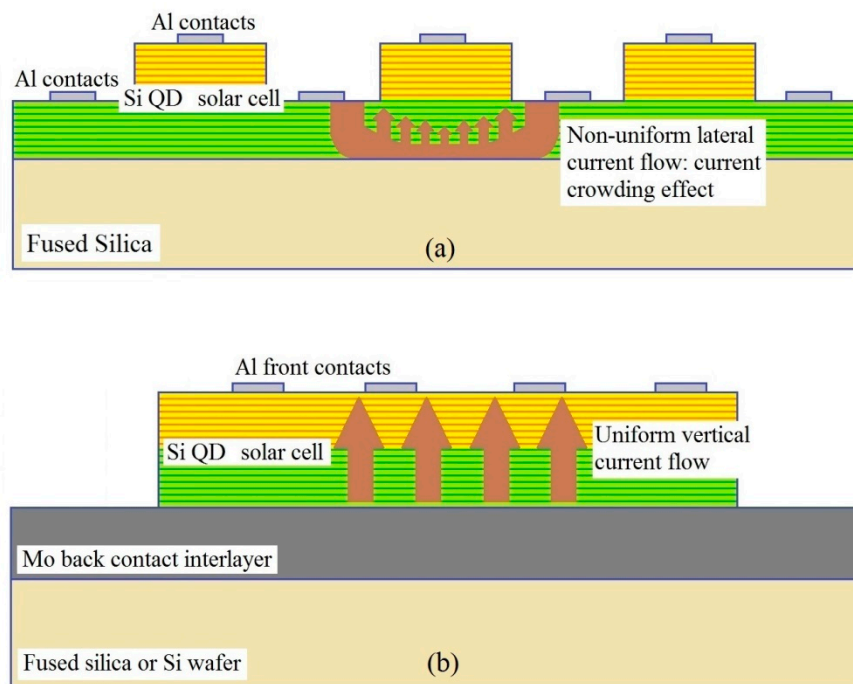 Al contacts
Al contacts
Si QD solar cell
Non-uniform lateral
current flow: current
crowding effect
Fused Silica
(a)
Al front contacts
Si QD solar cell
Uniform vertical
current flow
Mo back contact interlayer
Fused silica or Si wafer
(b)